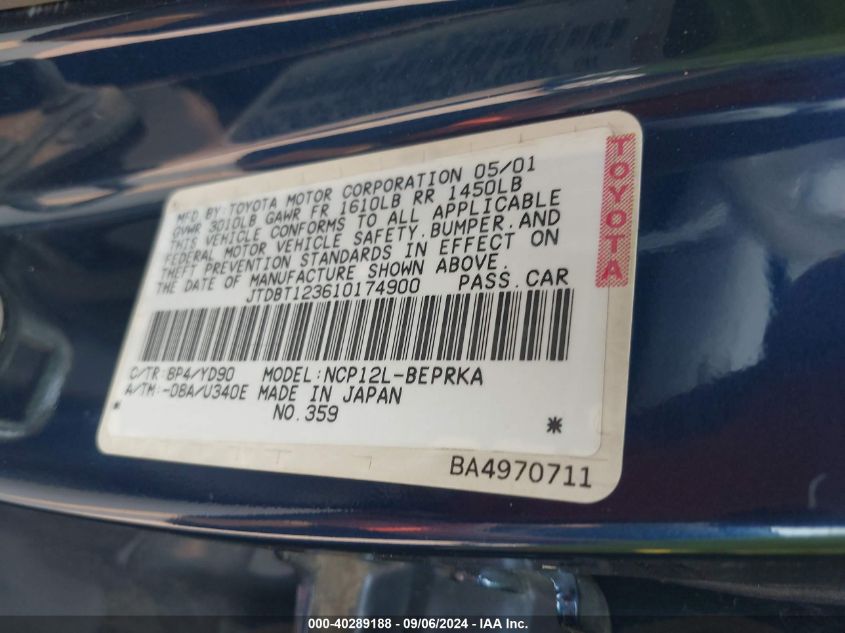 MFD.BY:TOYOTA MOTOR CORPORATION 05/01
GVWR 3010LB GAWR FR 1610LB RR 1450LB
THIS VEHICLE CONFORMS TO ALL APPLICABLE
FEDERAL MOTOR VEHICLE SAFETY.BUMPER.AND
THEFT PREVENTION STANDARDS IN EFFECT ON
THE DATE OF MANUFACTURE SHOWN ABOVE.
JTDBT123610174900 PASS.CAR
C/TR:8P4/YD90 MODEL:NCP12L-BEPRKA
A/TM:-08A/U340E MADE IN JAPAN
* NO.359 *
BA4970711
TOYOTA
000-40289188 - 09/06/2024 - IAA Inc.